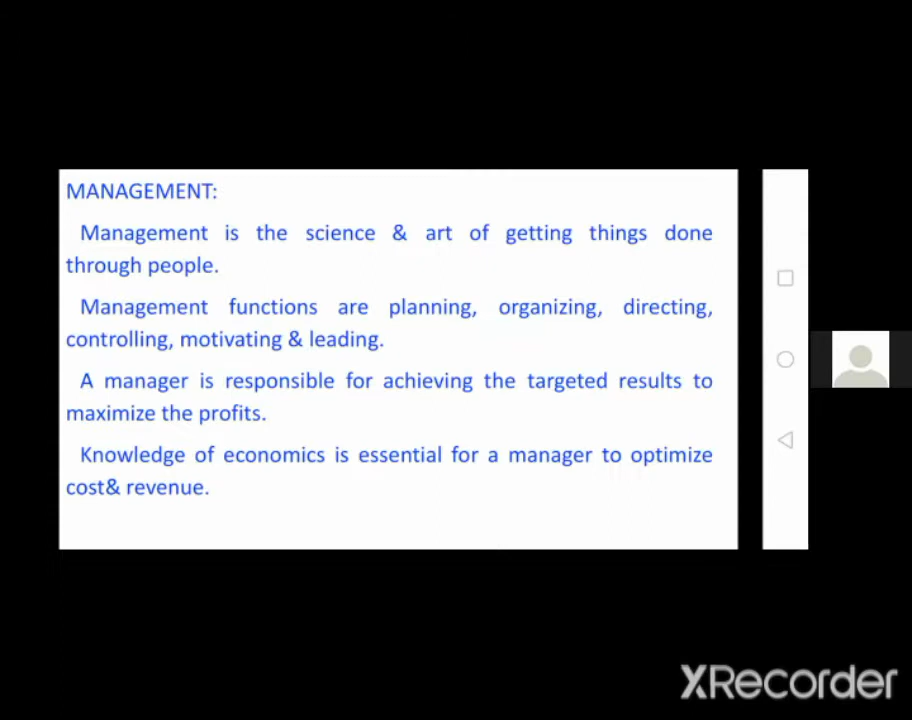 MANAGEMENT:
Management is the science & art of getting things done
through people.
Management functions are planning, organizing, directing,
controlling, motivating & leading.
A manager is responsible for achieving the targeted results to
maximize the profits.
Knowledge of economics is essential for a manager to optimize
cost& revenue.
XRecorder